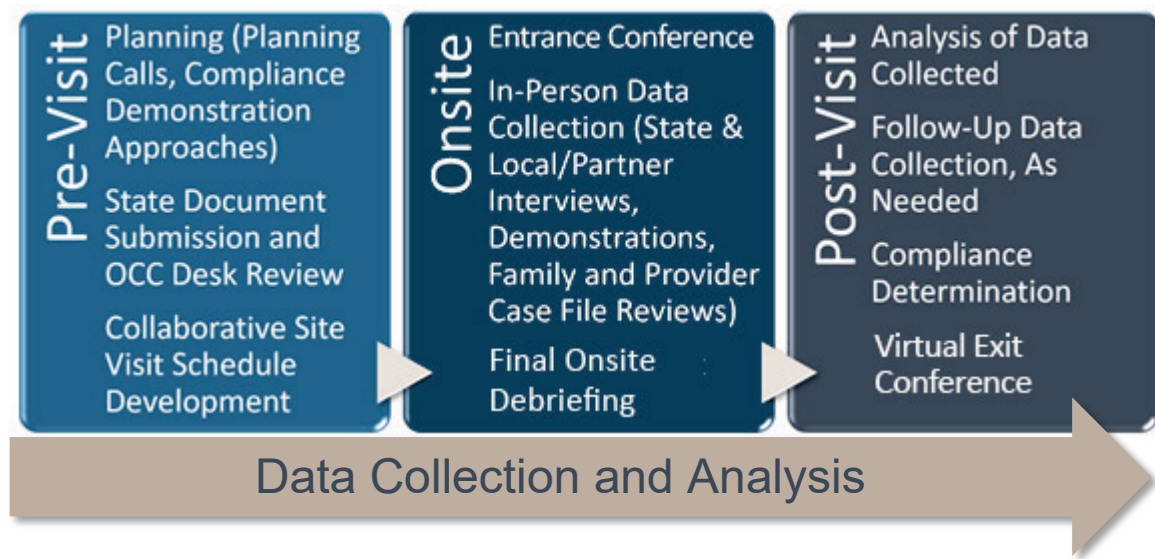 Pre-Visit
Planning (Planning
Calls, Compliance
Demonstration
Approaches)
State Document
Submission and
OCC Desk Review
Collaborative Site
Visit Schedule
Development
Onsite
Entrance Conference
In-Person Data
Collection (State &
Local/Partner
Interviews,
Demonstrations,
Family and Provider
Case File Reviews)
Final Onsite
Debriefing
Post-Visit
Analysis of Data
Collected
Follow-Up Data
Collection, As
Needed
Compliance
Determination
Virtual Exit
Conference
Data Collection and Analysis